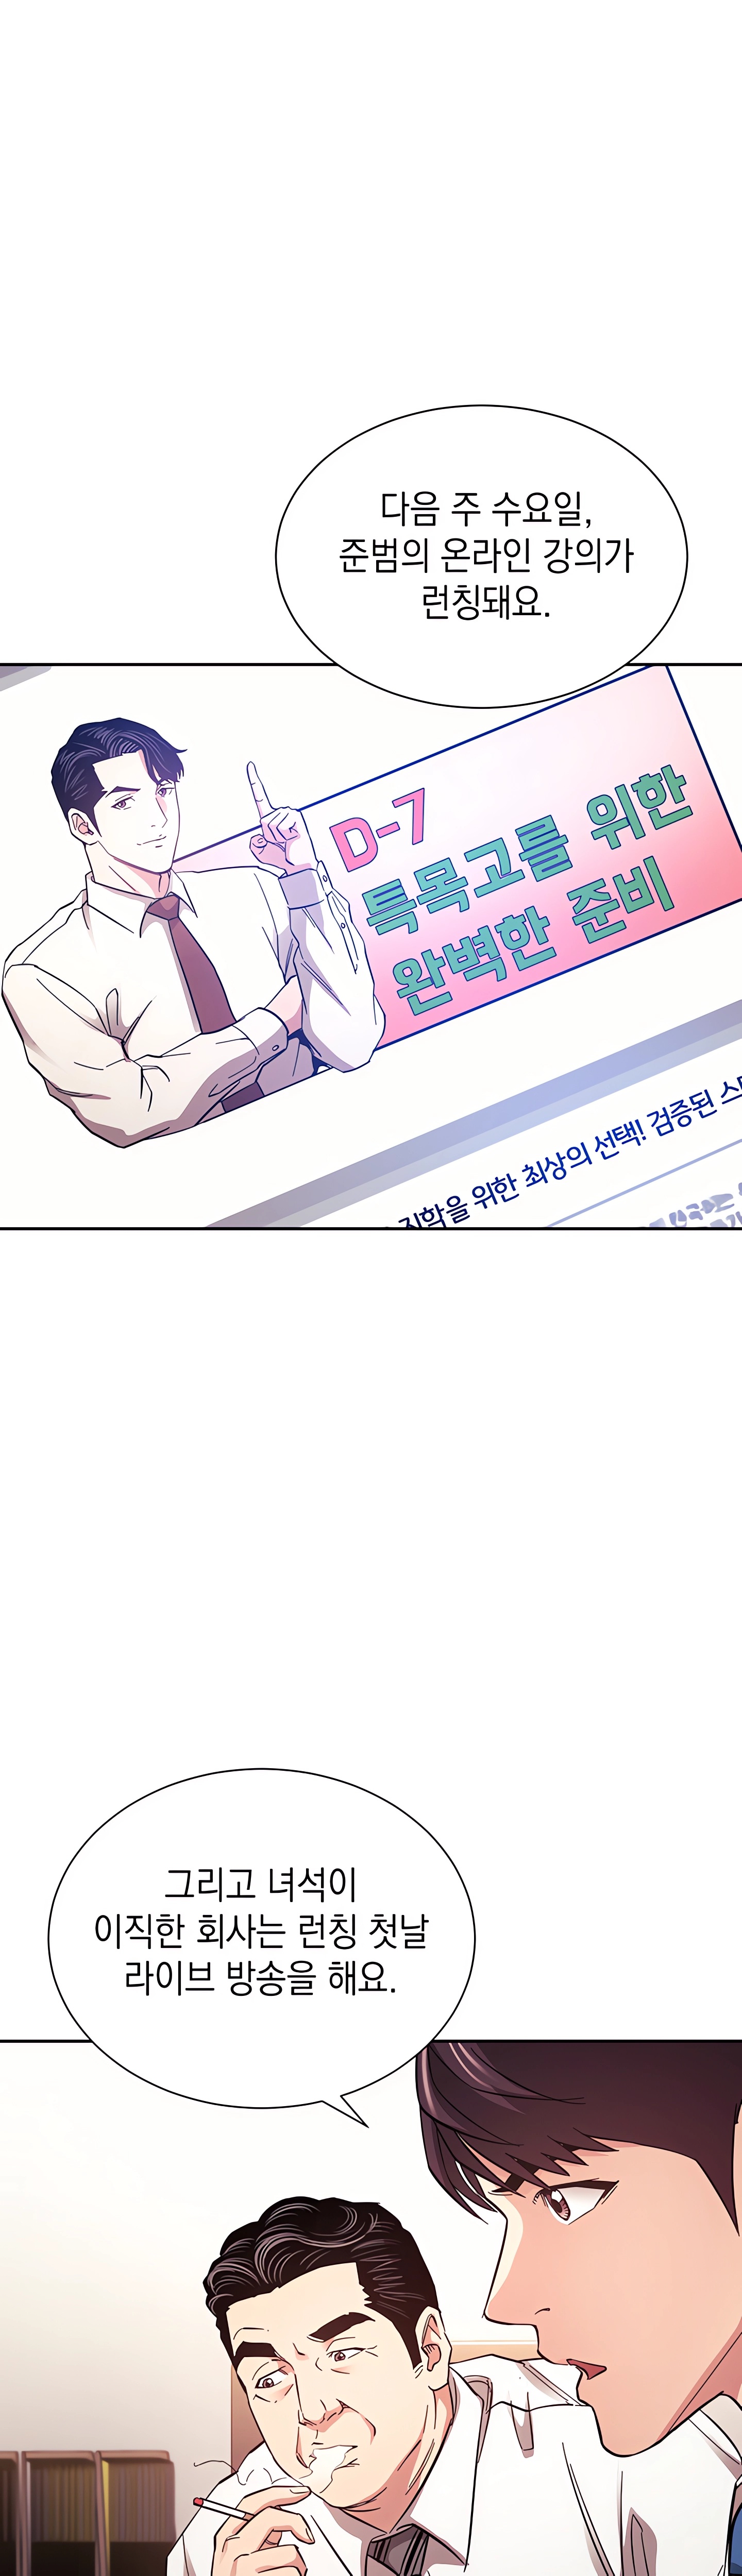 다음 주 수요일,
준범의 온라인 강의가
런칭돼요.
D-7
특목고를 위한
완벽한 준비
진학을 위한 최상의 선택! 검증된
그리고 녀석이
이직한 회사는 런칭 첫날
라이브 방송을 해요.